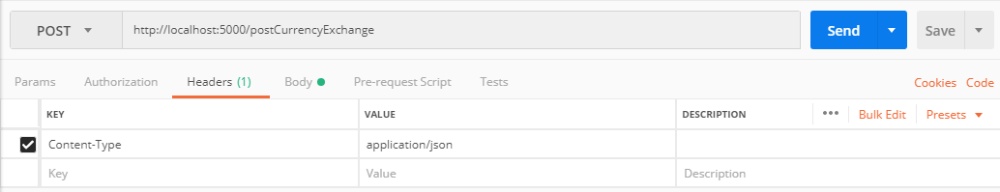 POST http://localhost:5000/postCurrencyExchange Send Save
Params Authorization Headers (1) Body Pre-request Script Tests Cookies Code
KEY VALUE DESCRIPTION ••• Bulk Edit Presets
Content-Type application/json
Key Value Description